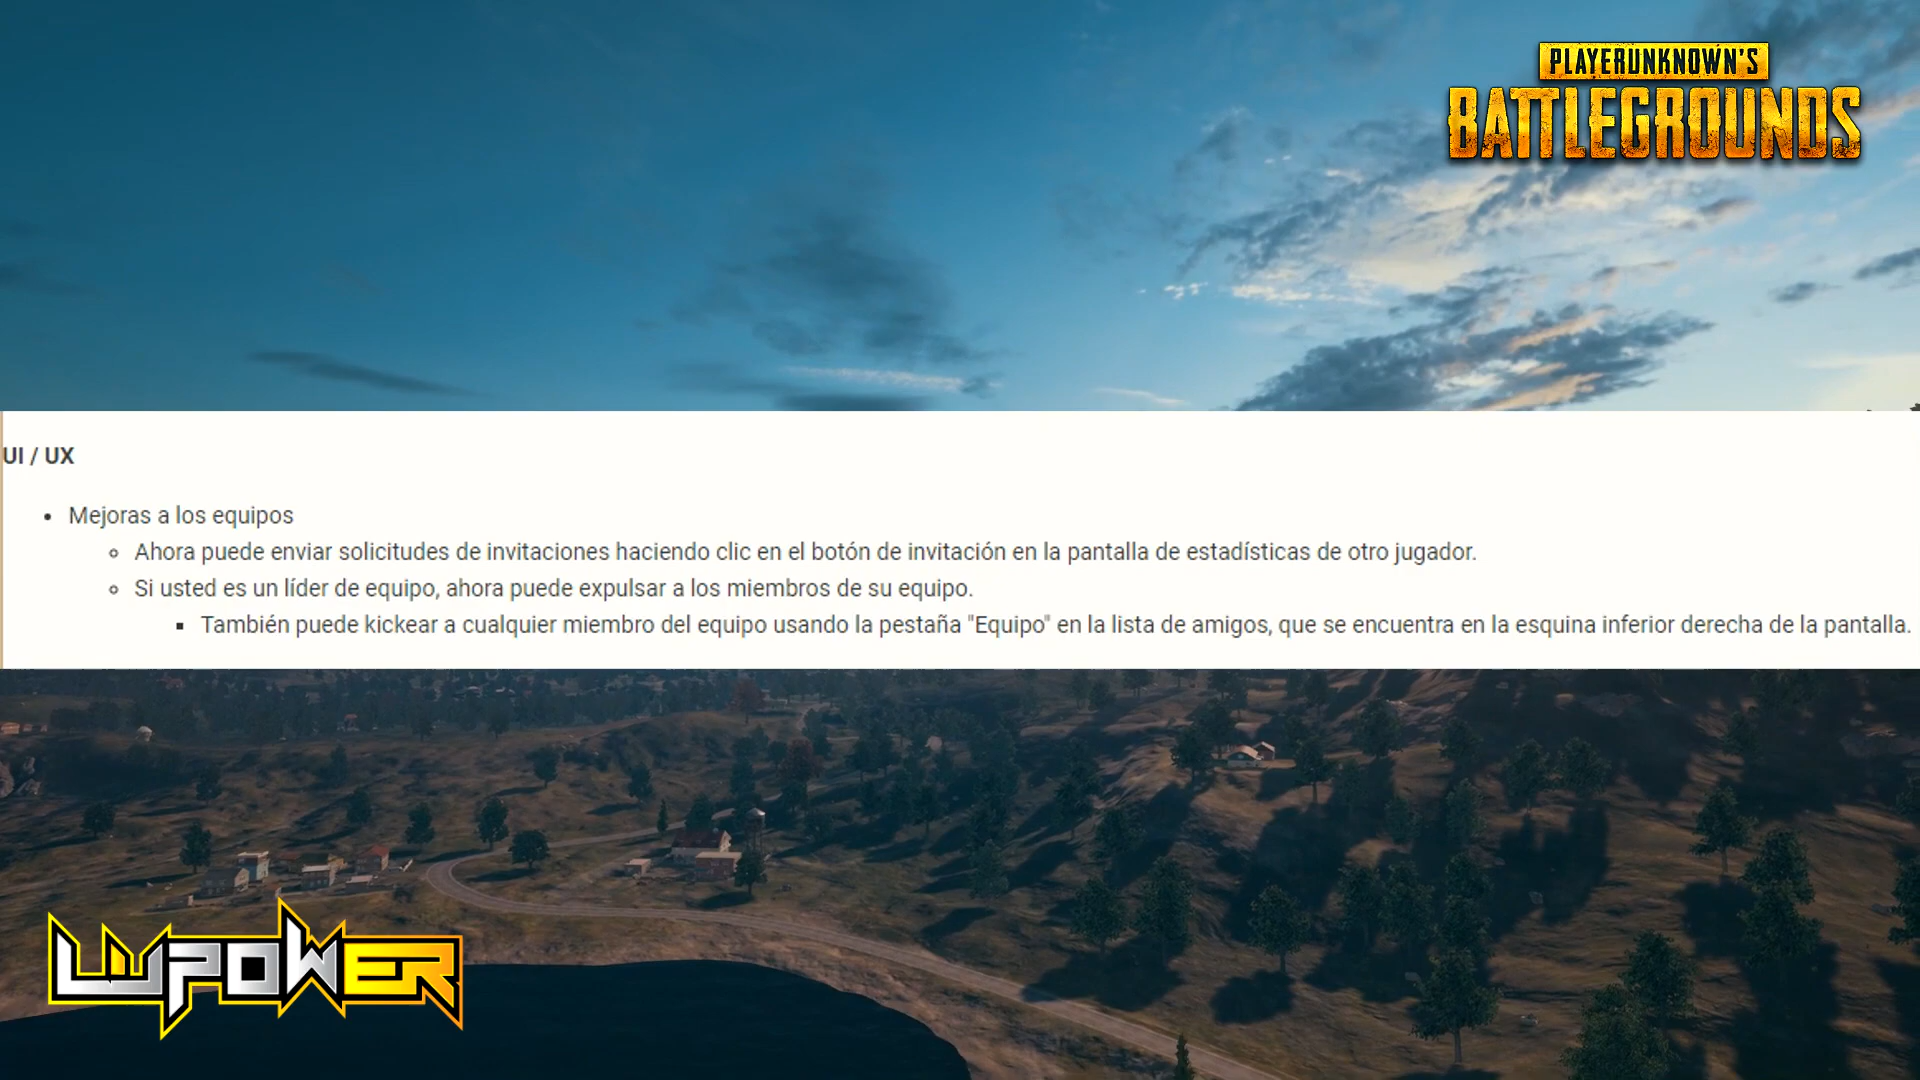 PLAYERUNKNOWN'S
BATTLEGROUNDS
UI / UX
• Mejoras a los equipos
◦ Ahora puede enviar solicitudes de invitaciones haciendo clic en el botón de invitación en la pantalla de estadísticas de otro jugador.
◦ Si usted es un líder de equipo, ahora puede expulsar a los miembros de su equipo.
▪ También puede kickear a cualquier miembro del equipo usando la pestaña "Equipo" en la lista de amigos, que se encuentra en la esquina inferior derecha de la pantalla.